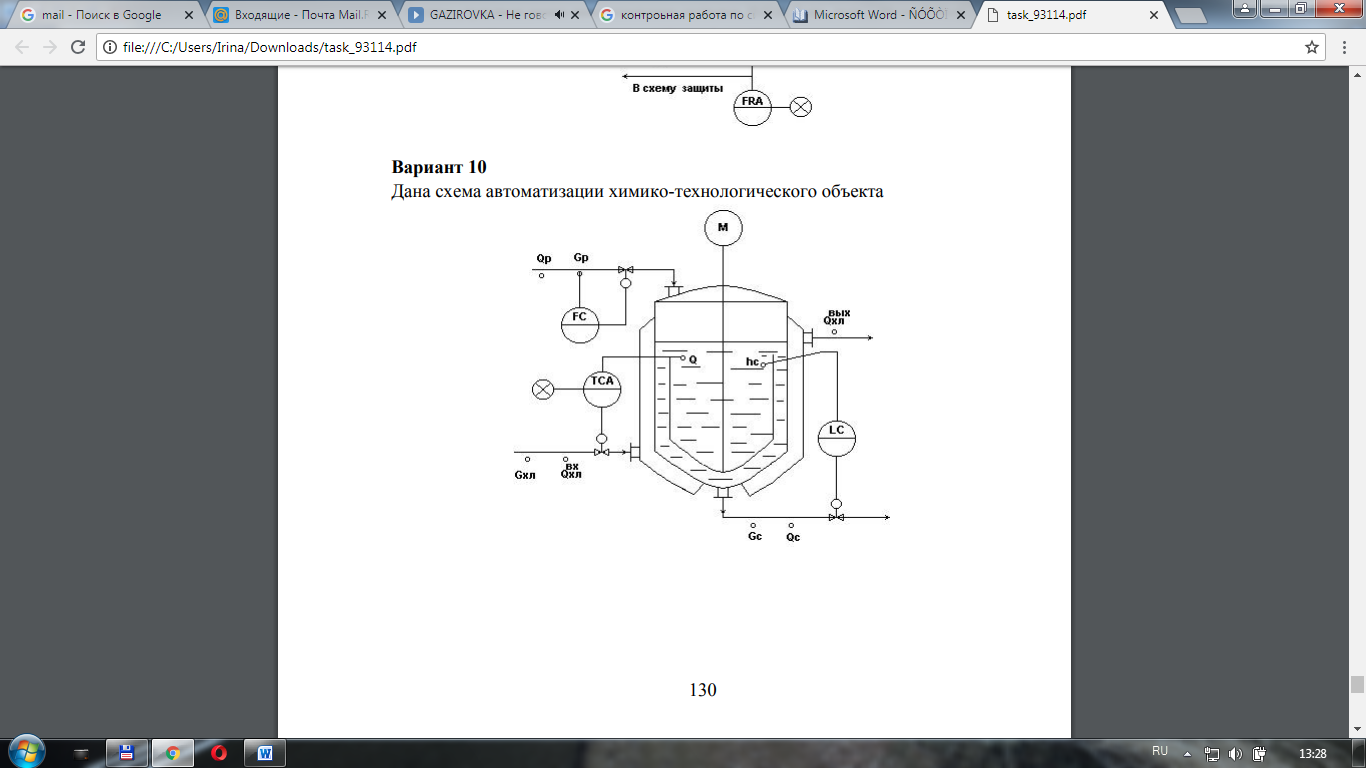 mail - Поиск в Google
Входящие - Почта Mail.R
GAZIROVKA - Не гово
контроьная работа по с
Microsoft Word - ÑÓÕÒ
task_93114.pdf
file:///C:/Users/Irina/Downloads/task_93114.pdf
В схему защиты
FRA
Вариант 10
Дана схема автоматизации химико-технологического объекта
M
Qр Gр
FC
вых
Qхл
Q
hс
TCA
LC
Gхл
вх
Qхл
Gс Qс
130
RU
13:28